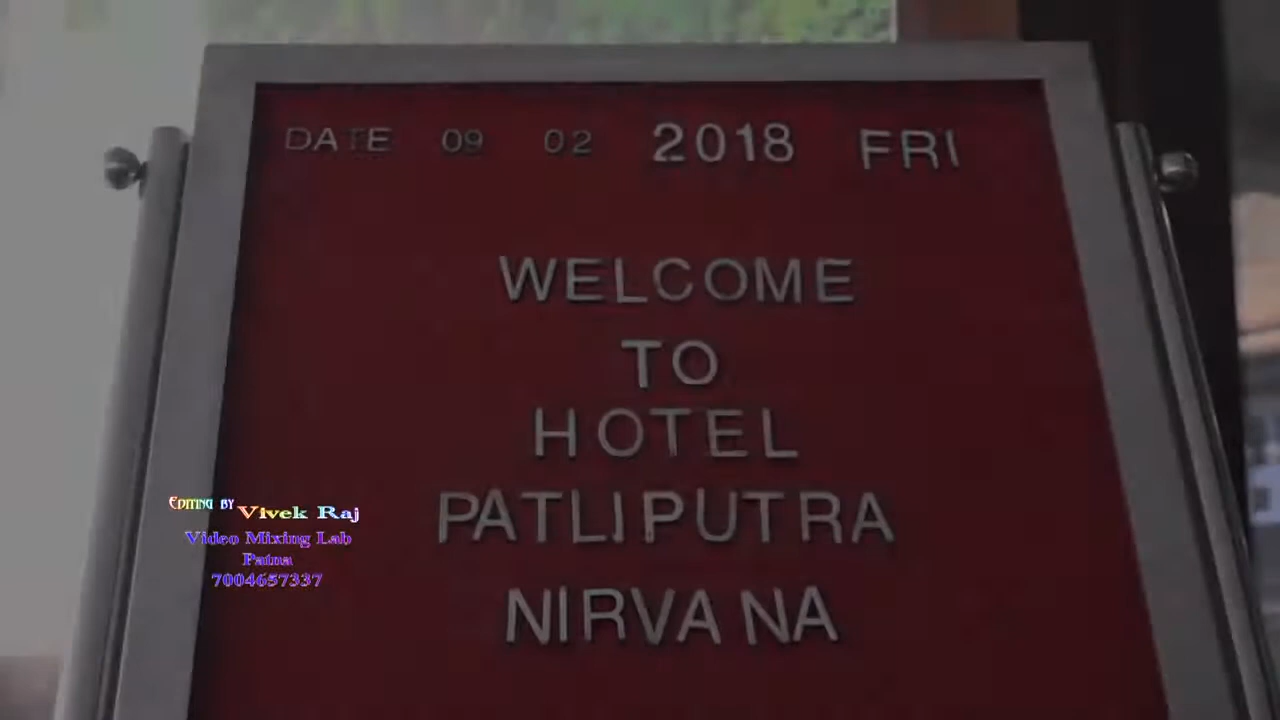 DATE 09 02 2018 FRI
WELCOME
TO
HOTEL
PATLIPUTRA
NIRVANA
Editing by Vivek Raj
Video Mixing Lab
Patna
7004657337